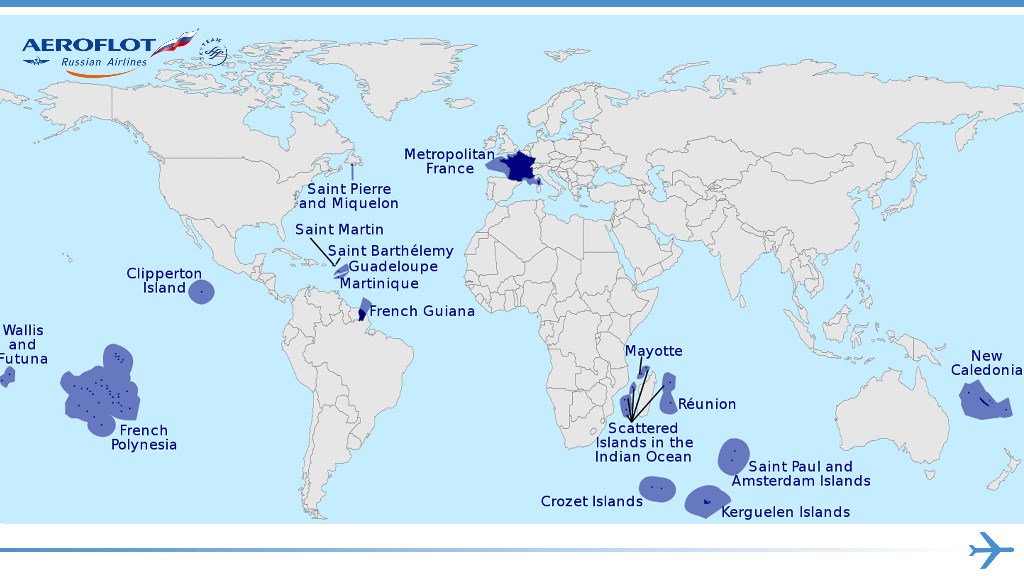 AEROFLOT
Russian Airlines
SKYTEAM
Metropolitan
France
Saint Pierre
and Miquelon
Saint Martin
Saint Barthélemy
Guadeloupe
Martinique
Clipperton
Island
French Guiana
Wallis
and
Futuna
French
Polynesia
Mayotte
Réunion
Scattered
Islands in the
Indian Ocean
New
Caledonia
Saint Paul and
Amsterdam Islands
Crozet Islands
Kerguelen Islands